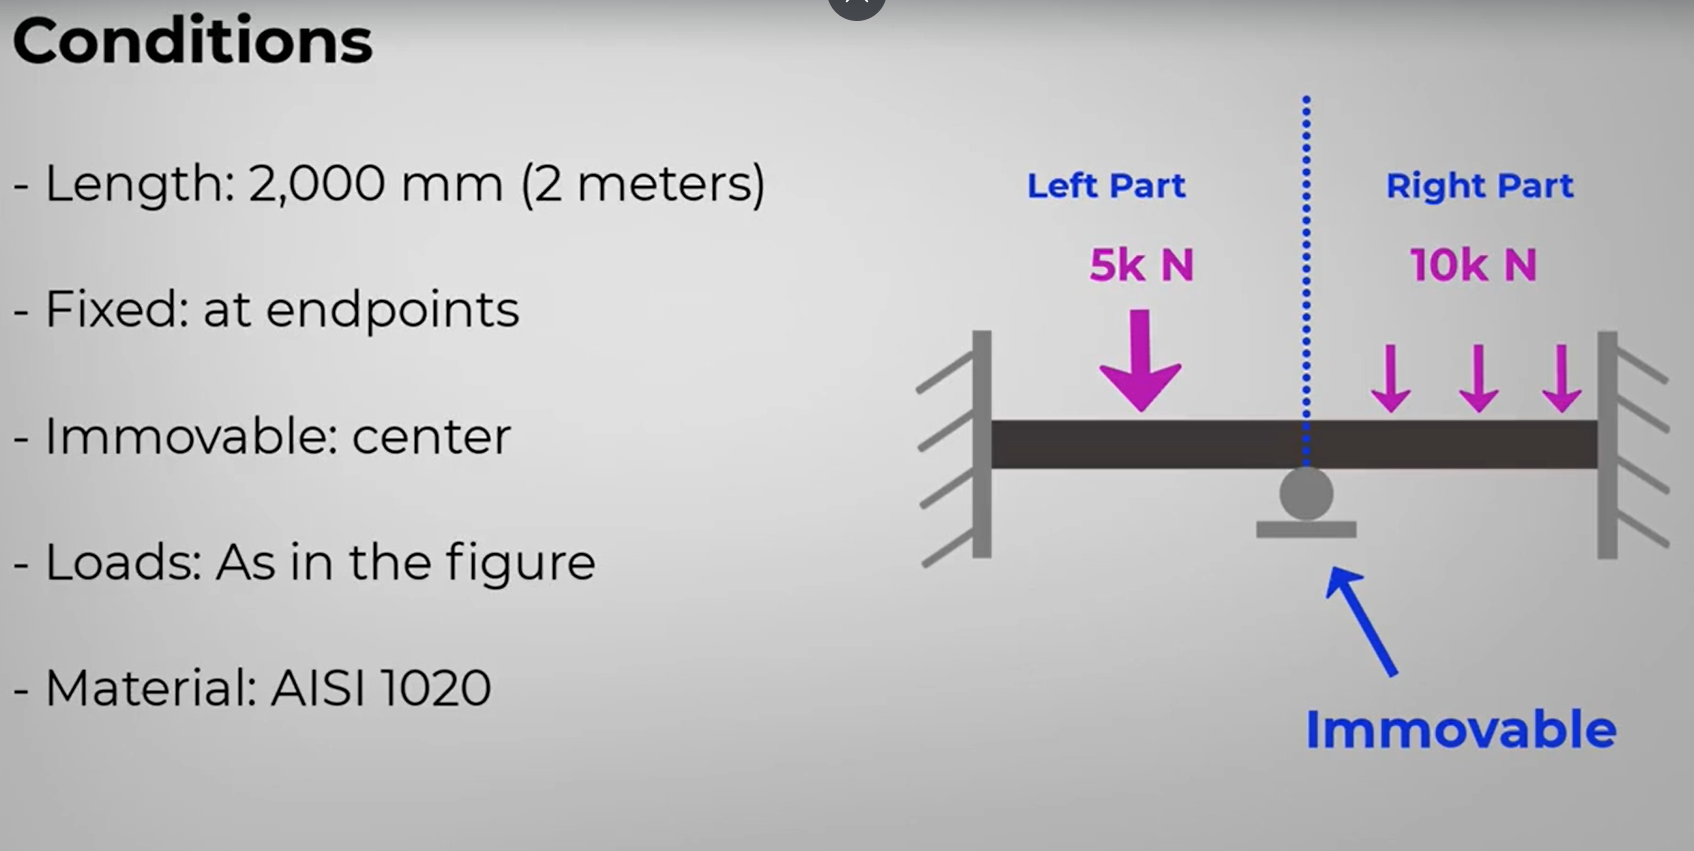 Conditions
- Length: 2,000 mm (2 meters)
- Fixed: at endpoints
- Immovable: center
- Loads: As in the figure
- Material: AISI 1020
Left Part
Right Part
5k N
10k N
Immovable